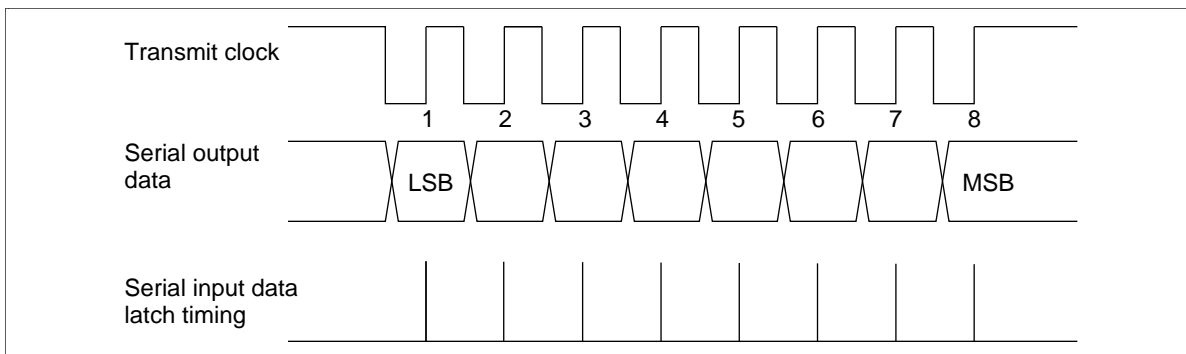 Transmit clock
1 2 3 4 5 6 7 8
Serial output
data
LSB
MSB
Serial input data
latch timing